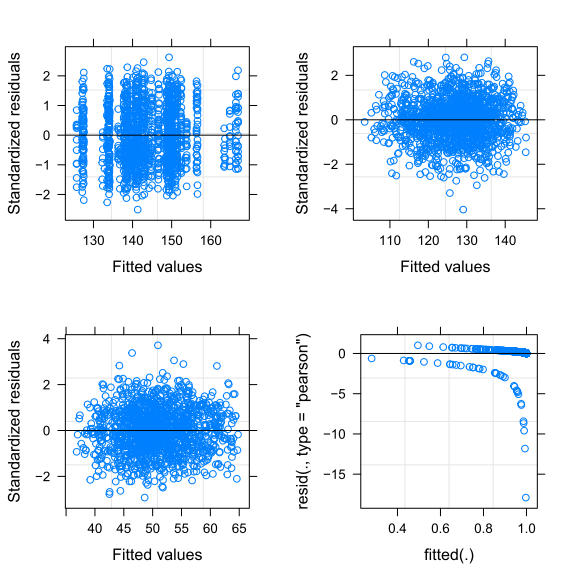 Standardized residuals
2
1
0
−1
−2
130 140 150 160
Fitted values
Standardized residuals
2
0
−2
−4
110 120 130 140
Fitted values
Standardized residuals
4
2
0
−2
40 45 50 55 60 65
Fitted values
resid(., type = "pearson")
0
−5
−10
−15
0.4 0.6 0.8 1.0
fitted(.)